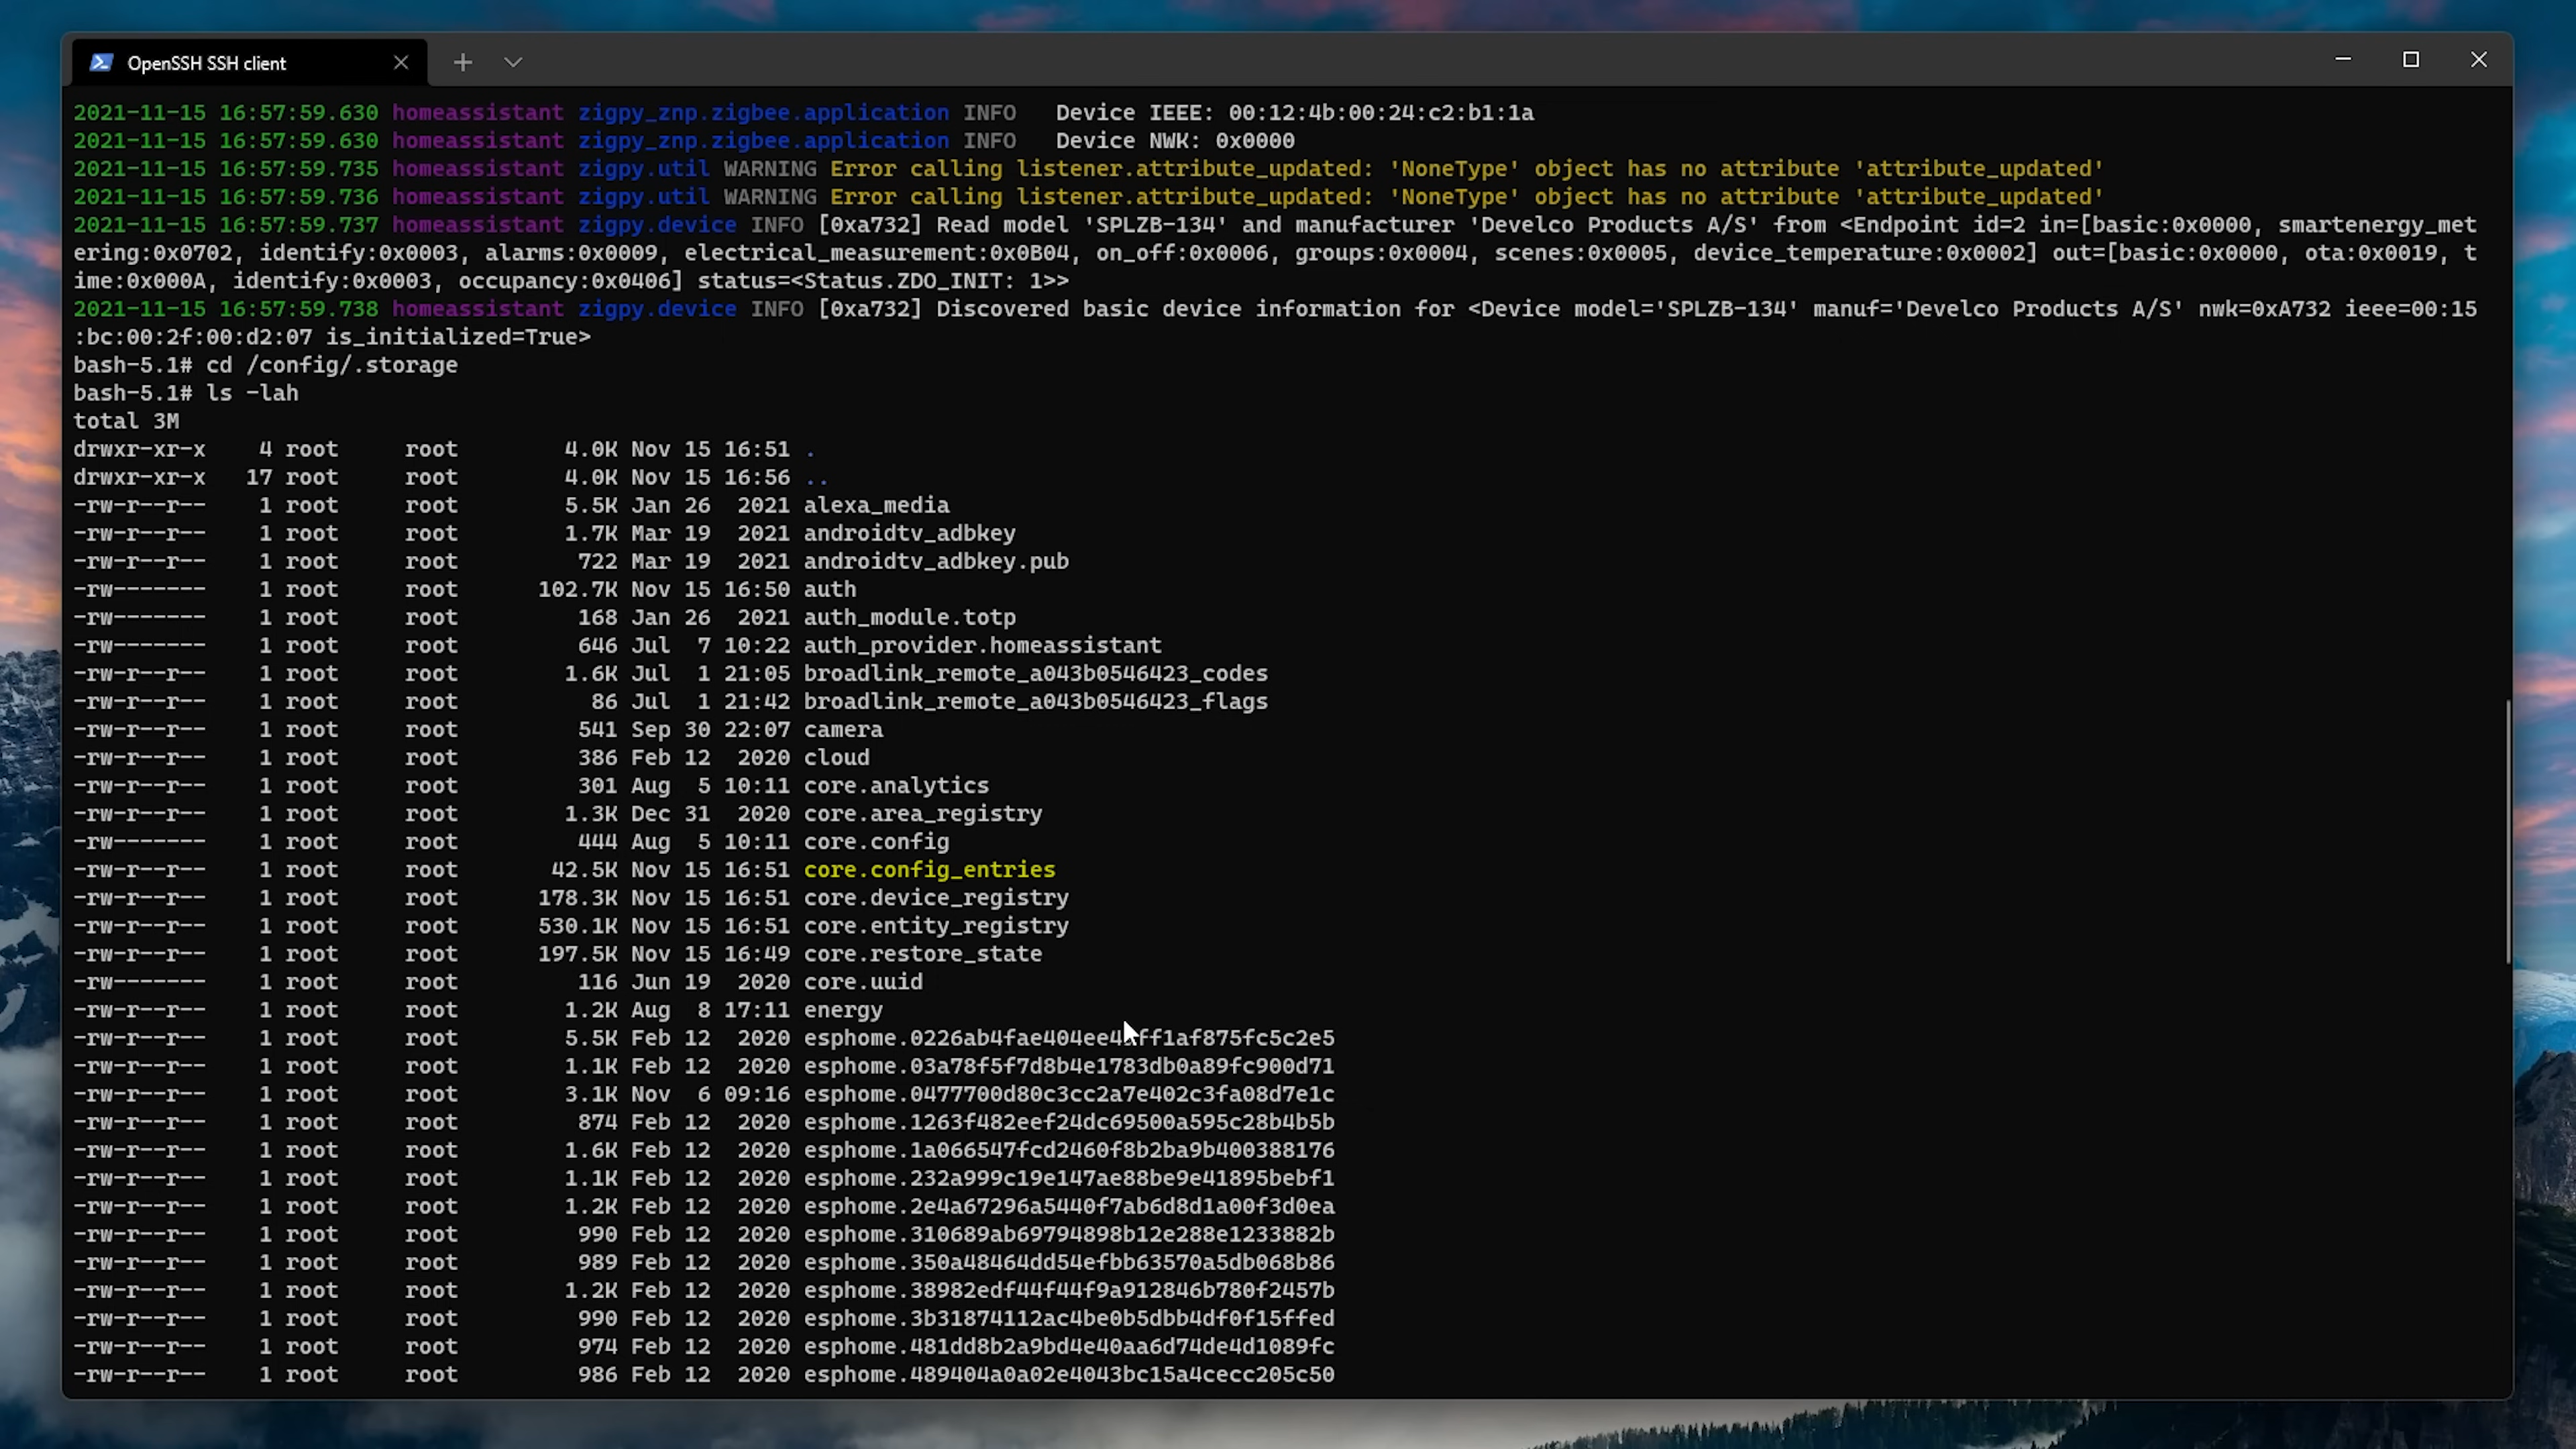 OpenSSH SSH client
2021-11-15 16:57:59.630 homeassistant zigpy_znp.zigbee.application INFO   Device IEEE: 00:12:4b:00:24:c2:b1:1a
2021-11-15 16:57:59.630 homeassistant zigpy_znp.zigbee.application INFO   Device NWK: 0x0000
2021-11-15 16:57:59.735 homeassistant zigpy.util WARNING Error calling listener.attribute_updated: 'NoneType' object has no attribute 'attribute_updated'
2021-11-15 16:57:59.736 homeassistant zigpy.util WARNING Error calling listener.attribute_updated: 'NoneType' object has no attribute 'attribute_updated'
2021-11-15 16:57:59.737 homeassistant zigpy.device INFO [0xa732] Read model 'SPLZB-134' and manufacturer 'Develco Products A/S' from <Endpoint id=2 in=[basic:0x0000, smartenergy_met
ering:0x0702, identify:0x0003, alarms:0x0009, electrical_measurement:0x0B04, on_off:0x0006, groups:0x0004, scenes:0x0005, device_temperature:0x0002] out=[basic:0x0000, ota:0x0019, t
ime:0x000A, identify:0x0003, occupancy:0x0406] status=<Status.ZDO_INIT: 1>>
2021-11-15 16:57:59.738 homeassistant zigpy.device INFO [0xa732] Discovered basic device information for <Device model='SPLZB-134' manuf='Develco Products A/S' nwk=0xA732 ieee=00:15
:bc:00:2f:00:d2:07 is_initialized=True>
bash-5.1# cd /config/.storage
bash-5.1# ls -lah
total 3M
drwxr-xr-x    4 root     root        4.0K Nov 15 16:51 .
drwxr-xr-x   17 root     root        4.0K Nov 15 16:56 ..
-rw-r--r--    1 root     root        5.5K Jan 26  2021 alexa_media
-rw-r--r--    1 root     root        1.7K Mar 19  2021 androidtv_adbkey
-rw-r--r--    1 root     root         722 Mar 19  2021 androidtv_adbkey.pub
-rw-------    1 root     root      102.7K Nov 15 16:50 auth
-rw-------    1 root     root         168 Jan 26  2021 auth_module.totp
-rw-------    1 root     root         646 Jul  7 10:22 auth_provider.homeassistant
-rw-r--r--    1 root     root        1.6K Jul  1 21:05 broadlink_remote_a043b0546423_codes
-rw-r--r--    1 root     root          86 Jul  1 21:42 broadlink_remote_a043b0546423_flags
-rw-r--r--    1 root     root         541 Sep 30 22:07 camera
-rw-r--r--    1 root     root         386 Feb 12  2020 cloud
-rw-r--r--    1 root     root         301 Aug  5 10:11 core.analytics
-rw-r--r--    1 root     root        1.3K Dec 31  2020 core.area_registry
-rw-------    1 root     root         444 Aug  5 10:11 core.config
-rw-r--r--    1 root     root       42.5K Nov 15 16:51 core.config_entries
-rw-r--r--    1 root     root      178.3K Nov 15 16:51 core.device_registry
-rw-r--r--    1 root     root      530.1K Nov 15 16:51 core.entity_registry
-rw-r--r--    1 root     root      197.5K Nov 15 16:49 core.restore_state
-rw-------    1 root     root         116 Jun 19  2020 core.uuid
-rw-r--r--    1 root     root        1.2K Aug  8 17:11 energy
-rw-r--r--    1 root     root        5.5K Feb 12  2020
-rw-r--r--    1 root     root        1.1K Feb 12  2020 esphome.03a78f5f7d8b4e1783db0a89fc900d71
-rw-r--r--    1 root     root        3.1K Nov  6 09:16 esphome.0477700d80c3cc2a7e402c3fa08d7e1c
-rw-r--r--    1 root     root         874 Feb 12  2020 esphome.1263f482eef24dc69500a595c28b4b5b
-rw-r--r--    1 root     root        1.6K Feb 12  2020 esphome.1a066547fcd2460f8b2ba9b400388176
-rw-r--r--    1 root     root        1.1K Feb 12  2020 esphome.232a999c19e147ae88be9e41895bebf1
-rw-r--r--    1 root     root        1.2K Feb 12  2020 esphome.2e4a67296a5440f7ab6d8d1a00f3d0ea
-rw-r--r--    1 root     root         990 Feb 12  2020 esphome.310689ab69794898b12e288e1233882b
-rw-r--r--    1 root     root         989 Feb 12  2020 esphome.350a48464dd54efbb63570a5db068b86
-rw-r--r--    1 root     root        1.2K Feb 12  2020 esphome.38982edf44f44f9a912846b780f2457b
-rw-r--r--    1 root     root         990 Feb 12  2020 esphome.3b31874112ac4be0b5dbb4df0f15ffed
-rw-r--r--    1 root     root         974 Feb 12  2020 esphome.481dd8b2a9bd4e40aa6d74de4d1089fc
-rw-r--r--    1 root     root         986 Feb 12  2020 esphome.489404a0a02e4043bc15a4cecc205c50